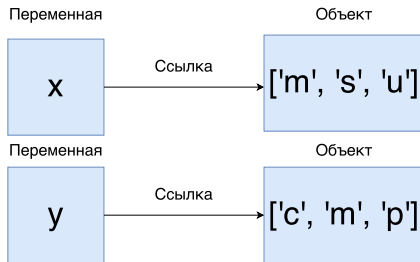 Переменная Объект
x Ссылка ['m', 's', 'u']
Переменная Объект
y Ссылка ['c', 'm', 'p']